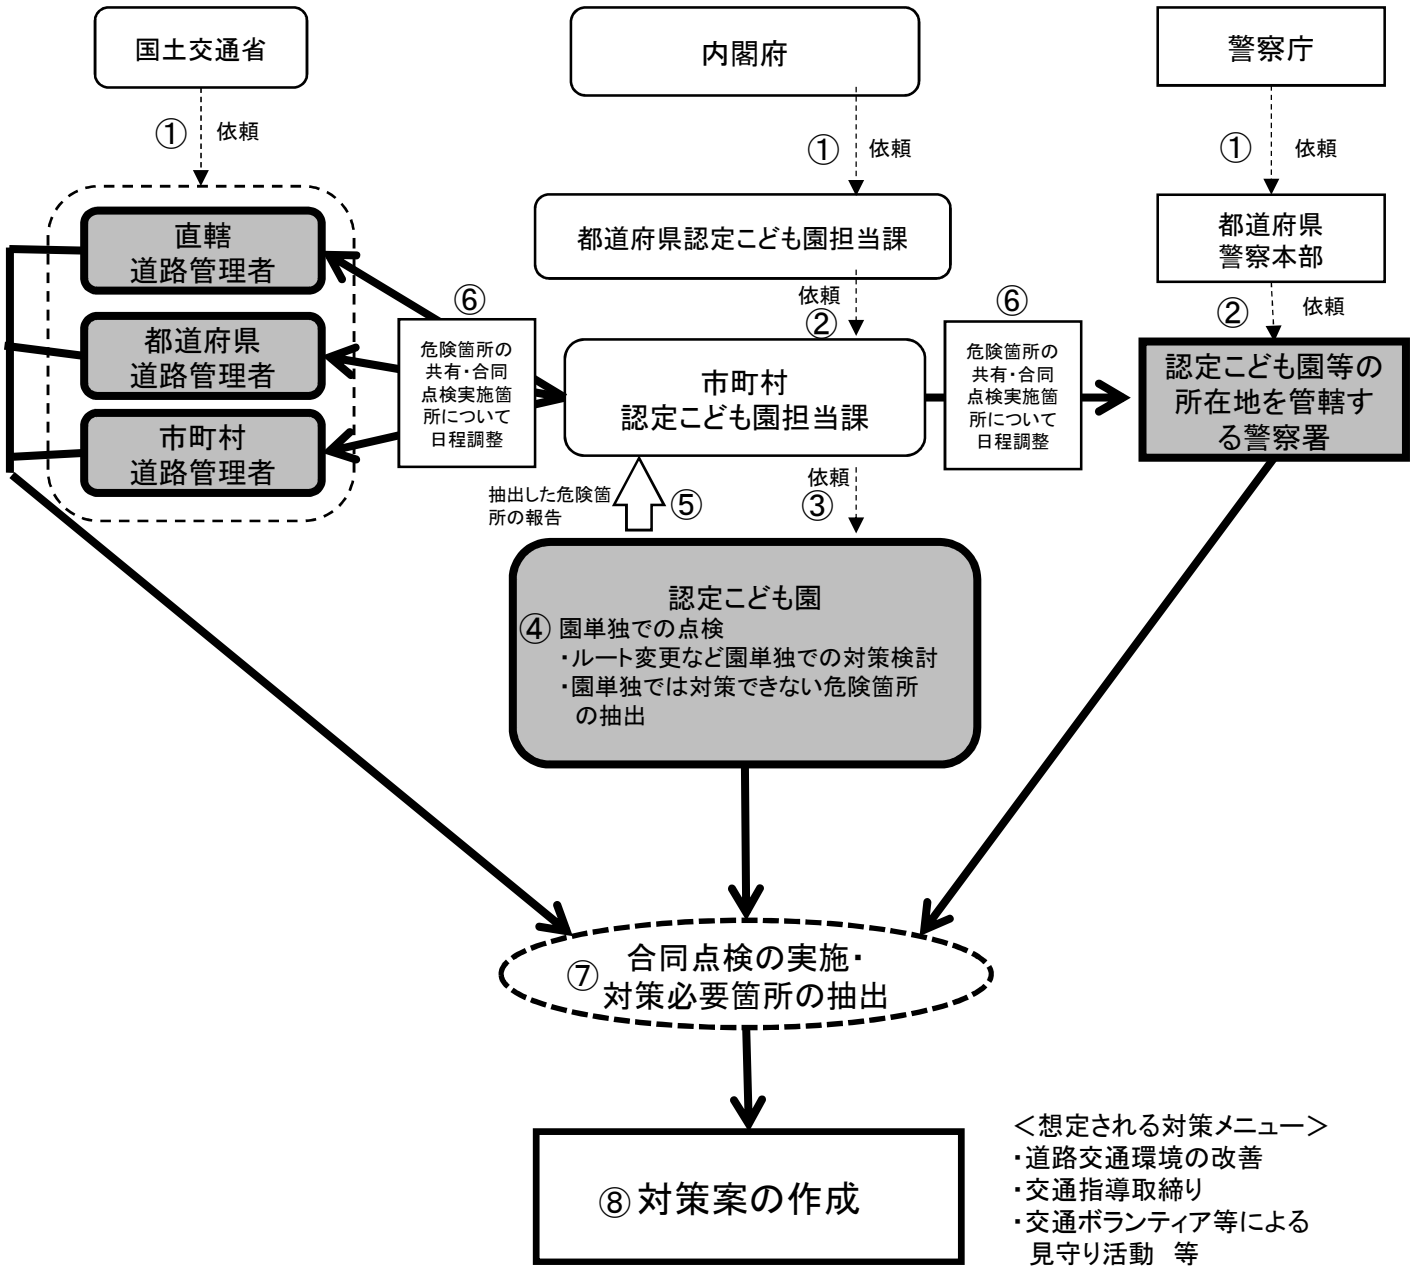 国土交通省
内閣府
警察庁
① 依頼
① 依頼
① 依頼
都道府県認定こども園担当課
都道府県
警察本部
直轄
道路管理者
都道府県
道路管理者
市町村
道路管理者
依頼
②
② 依頼
⑥
危険箇所の
共有・合同
点検実施箇
所について
日程調整
市町村
認定こども園担当課
⑥
危険箇所の
共有・合同
点検実施箇
所について
日程調整
認定こども園等の
所在地を管轄す
る警察署
抽出した危険箇
所の報告
⑤
依頼
③
認定こども園
④ 園単独での点検
・ルート変更など園単独での対策検討
・園単独では対策できない危険箇所
の抽出
⑦
合同点検の実施・
対策必要箇所の抽出
⑧ 対策案の作成
＜想定される対策メニュー＞
・道路交通環境の改善
・交通指導取締り
・交通ボランティア等による
見守り活動　等